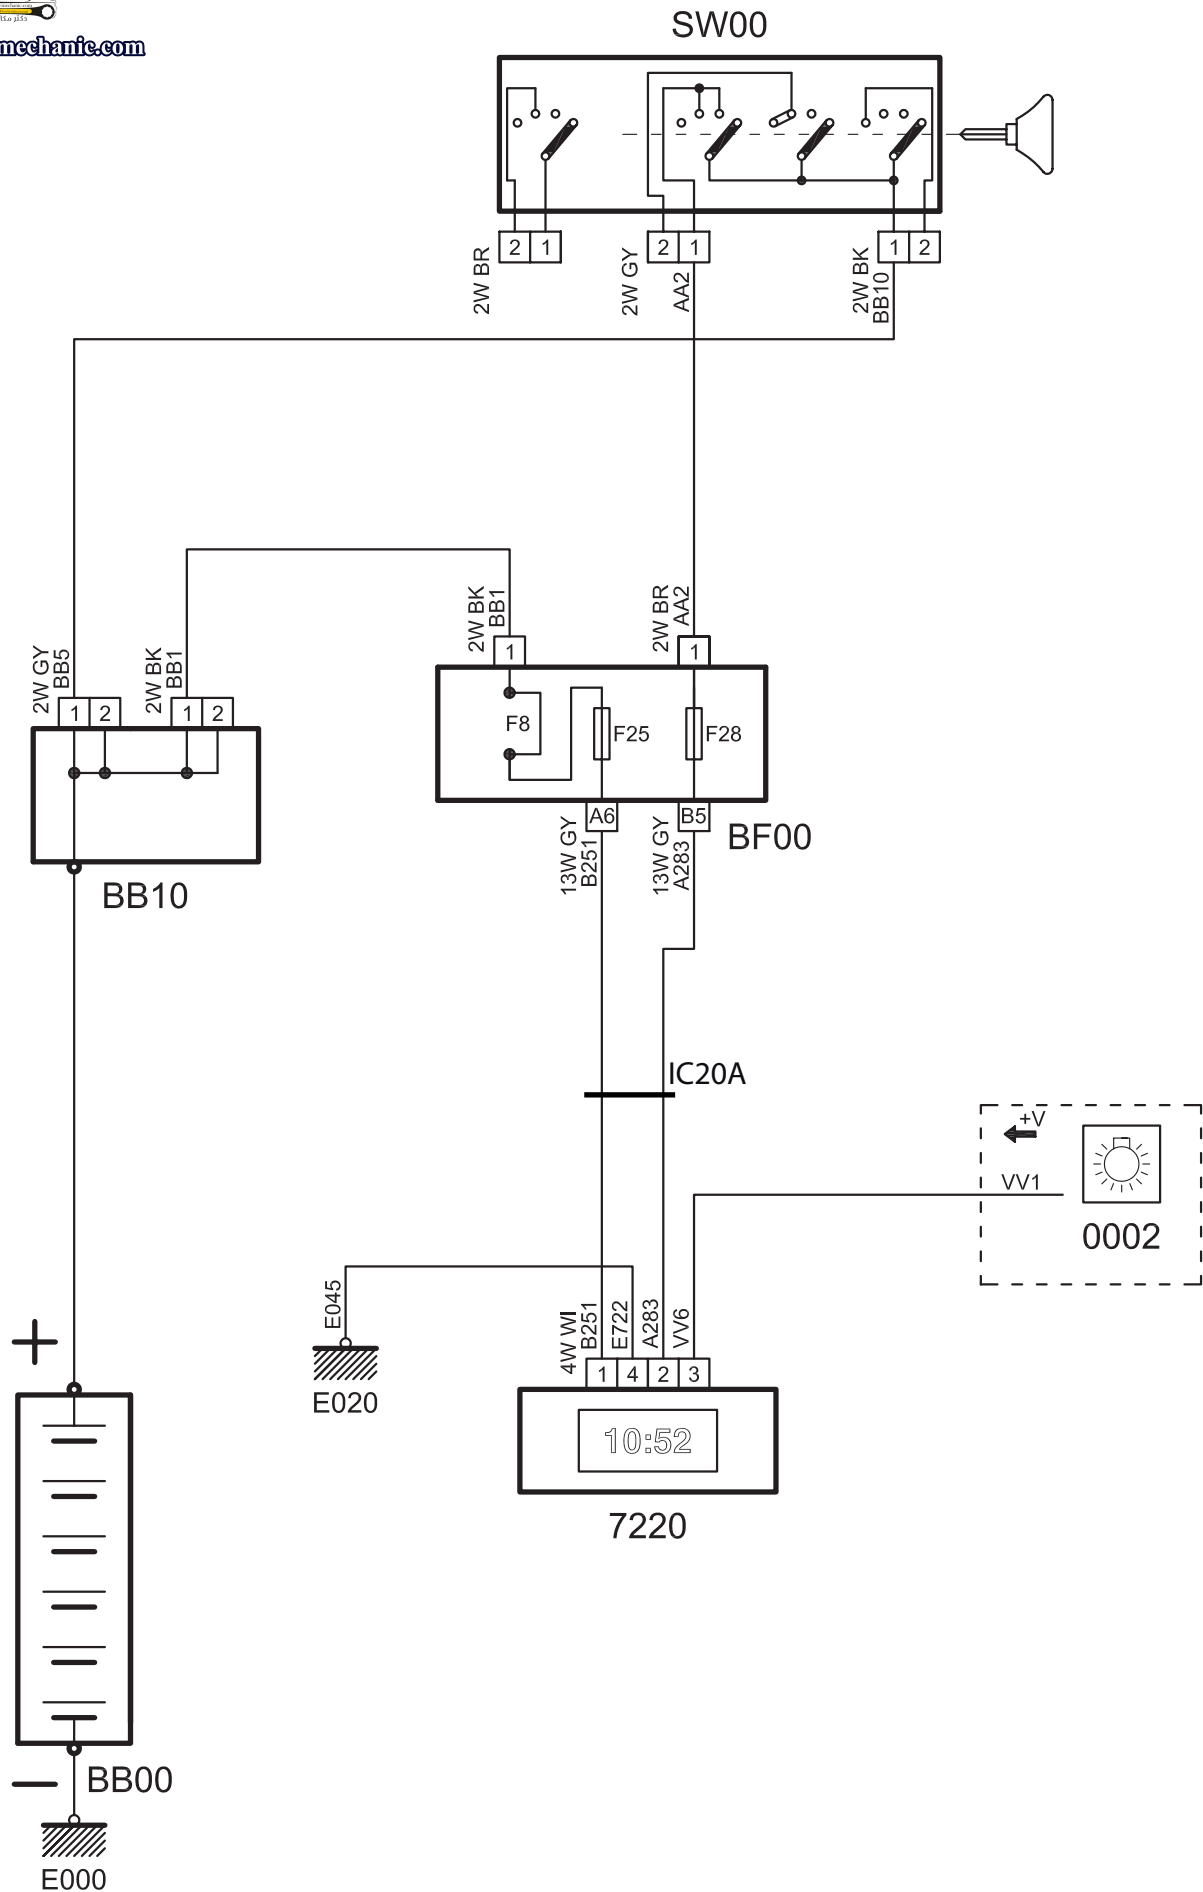 mechanic.com
SW00
2 1
2 1
1 2
2W BR
2W GY
AA2
2W BK
BB10
2W GY
BB5
2W BK
BB1
2W BK
BB1
2W BR
AA2
1
1
1 2
1 2
F8
F25
F28
A6
B5
BF00
13W GY
B251
13W GY
A283
BB10
IC20A
+V
VV1
0002
E045
E020
4W WI
B251
E722
A283
VV6
1 4 2 3
10:52
7220
+
−
BB00
E000